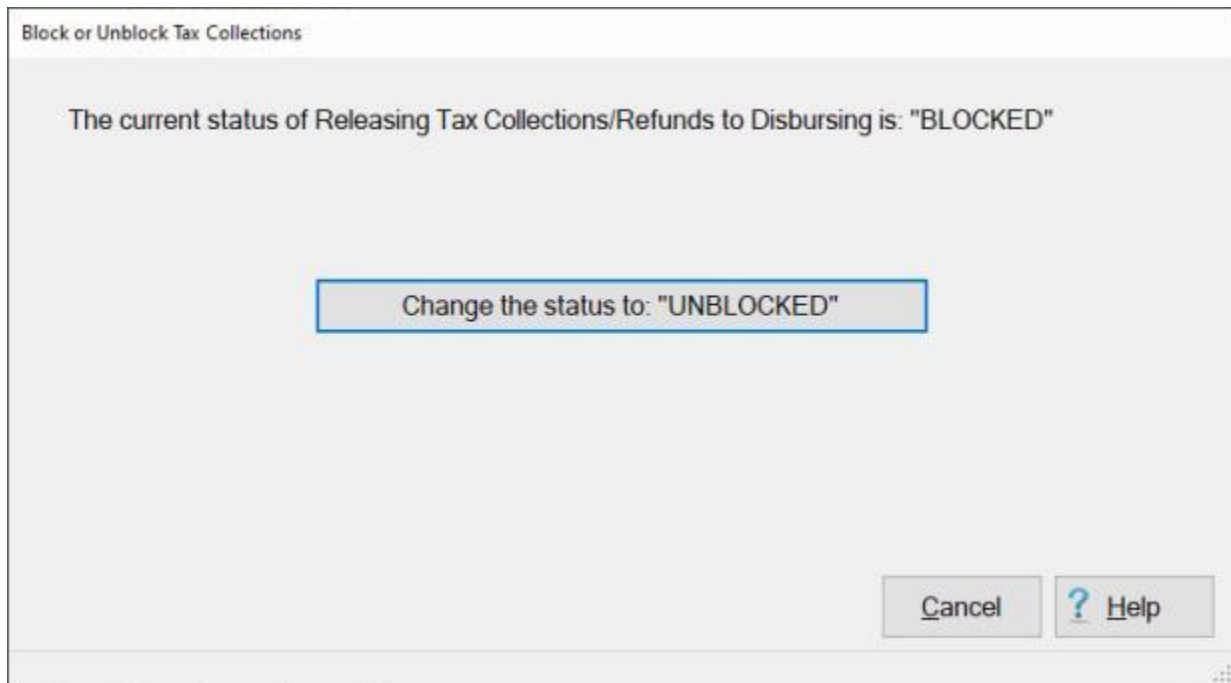 Block or Unblock Tax Collections
The current status of Releasing Tax Collections/Refunds to Disbursing is: "BLOCKED"
Change the status to: "UNBLOCKED"
Cancel
? Help